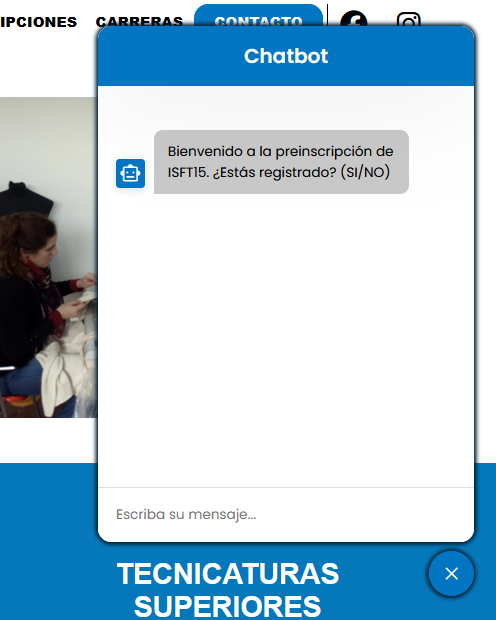 IPCIONES CARRERAS CONTACTO
Chatbot
Bienvenido a la preinscripción de
ISFT15. ¿Estás registrado? (SI/NO)
Escriba su mensaje...
TECNICATURAS
SUPERIORES